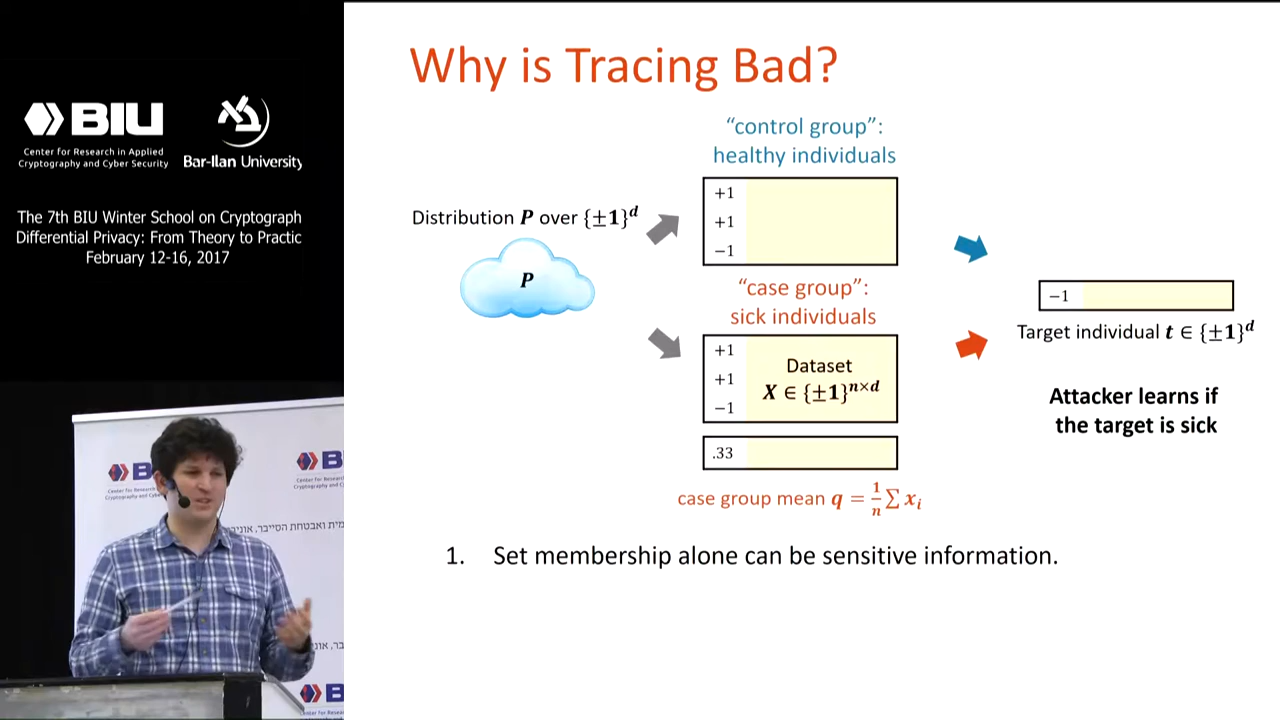 BIU
Center for Research in Applied
Cryptography and Cyber Security
Bar-Ilan University
The 7th BIU Winter School on Cryptograph
Differential Privacy: From Theory to Practic
February 12-16, 2017
Why is Tracing Bad?
“control group”:
healthy individuals
Distribution P over {±1}^d
P
+1
+1
−1
“case group”:
sick individuals
+1
+1
−1
Dataset
X ∈ {±1}^{n×d}
.33
case group mean q = 1/n ∑ x_i
−1
Target individual t ∈ {±1}^d
Attacker learns if
the target is sick
1. Set membership alone can be sensitive information.